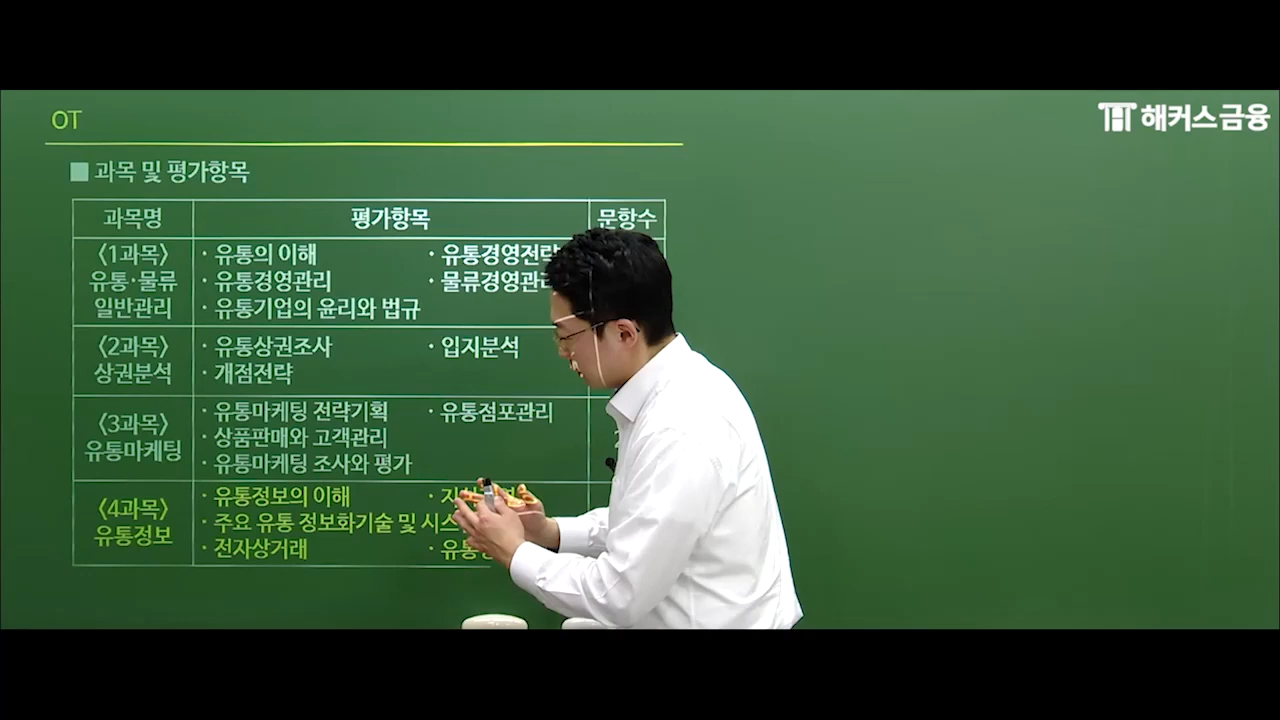 OT
해커스금융
■ 과목 및 평가항목
과목명 평가항목 문항수
<1과목> · 유통의 이해 · 유통경영전략
유통·물류 · 유통경영관리 · 물류경영관리
일반관리 · 유통기업의 윤리와 법규
<2과목> · 유통상권조사 · 입지분석
상권분석 · 개점전략
<3과목> · 유통마케팅 전략기획 · 유통점포관리
유통마케팅 · 상품판매와 고객관리
· 유통마케팅 조사와 평가
<4과목> · 유통정보의 이해
유통정보 · 주요 유통 정보화기술 및
· 전자상거래